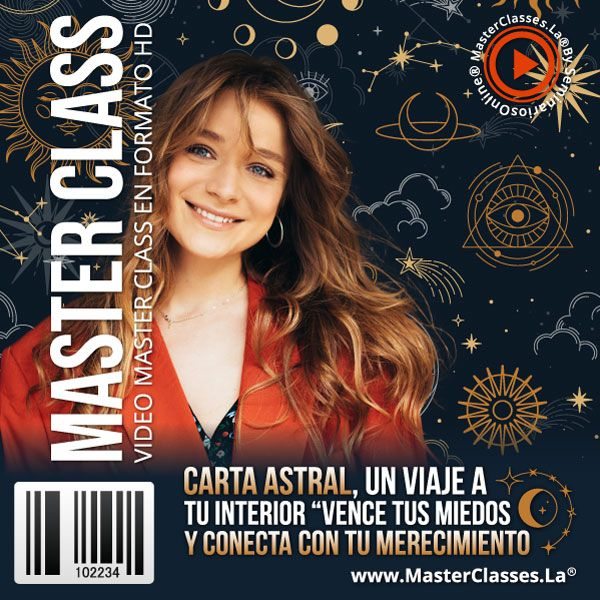 MASTER CLASS
VIDEO MASTER CLASS EN FORMATO HD
MasterClasses.La® By SeminariosOnline®
CARTA ASTRAL, UN VIAJE A
TU INTERIOR “VENCE TUS MIEDOS
Y CONECTA CON TU MERECIMIENTO
102234
www.MasterClasses.La®